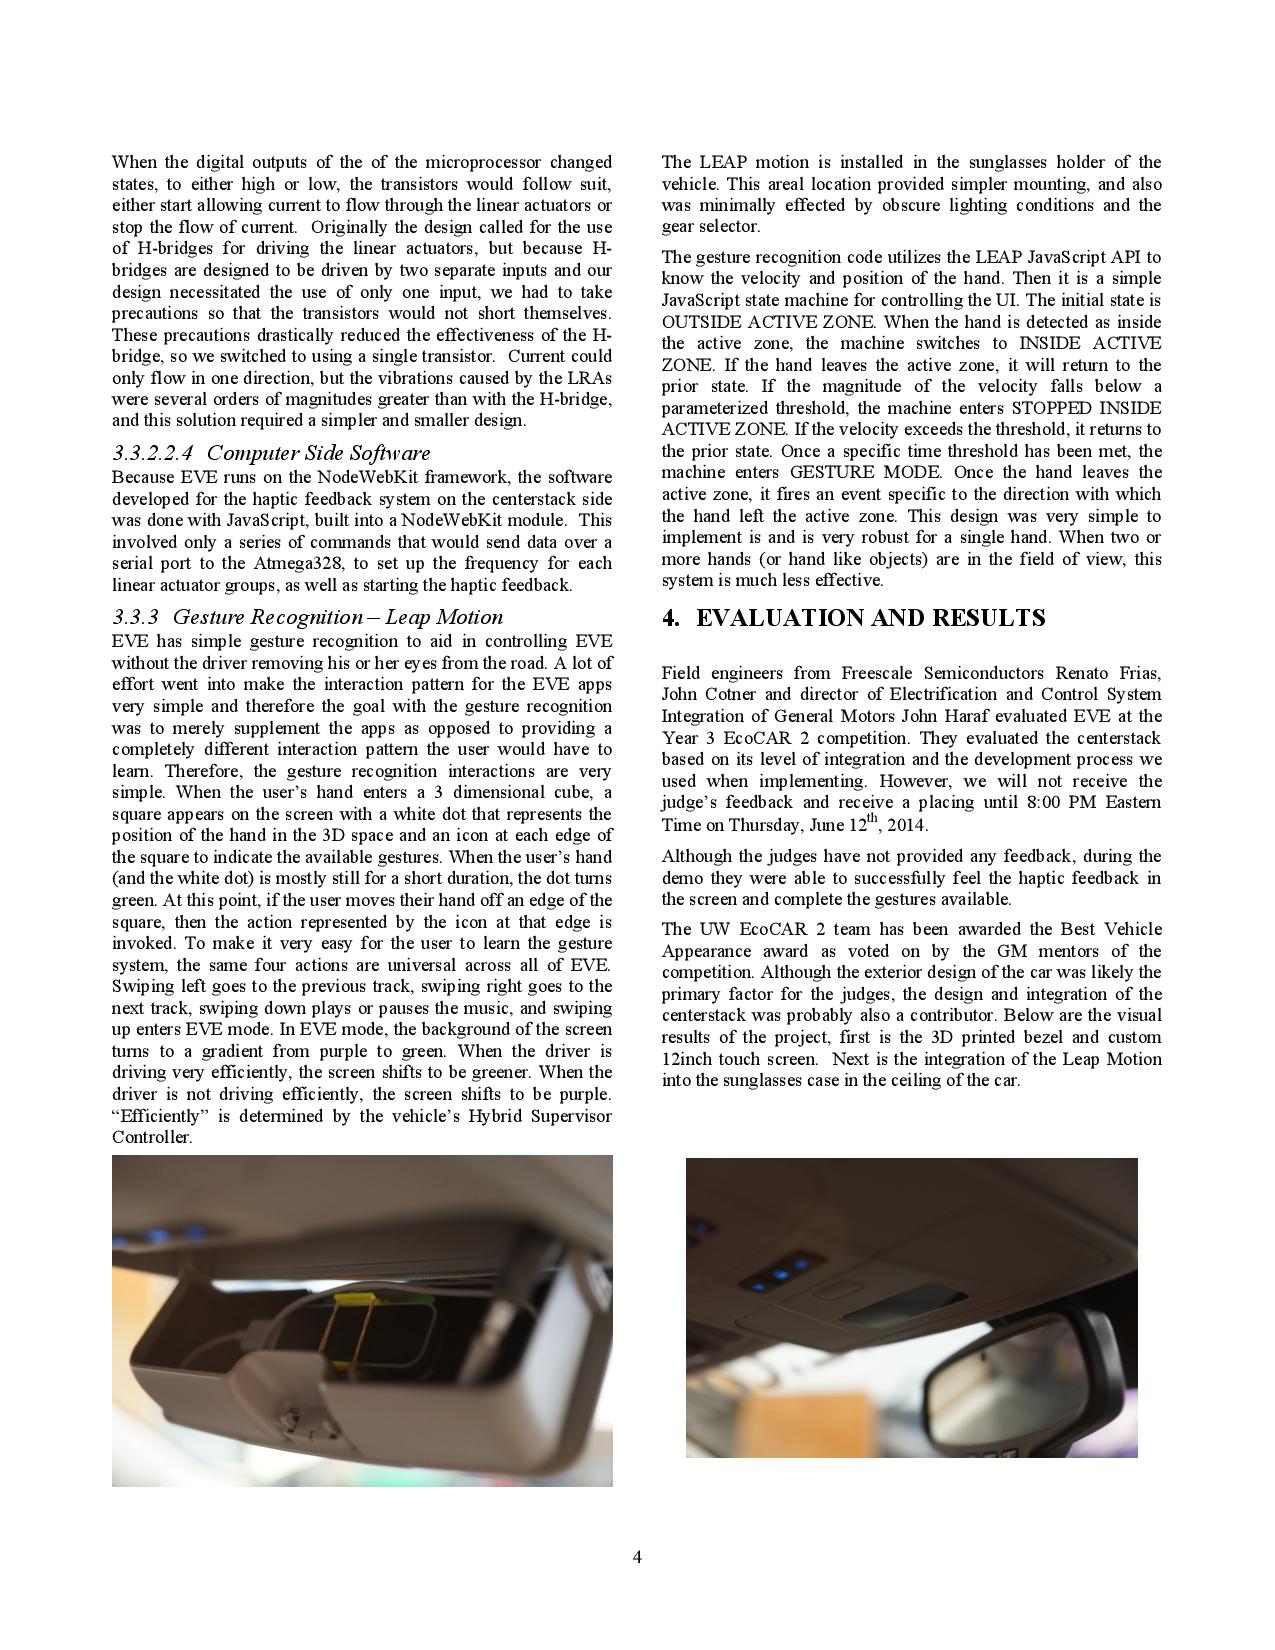 When the digital outputs of the of the microprocessor changed
states, to either high or low, the transistors would follow suit,
either start allowing current to flow through the linear actuators or
stop the flow of current. Originally the design called for the use
of H-bridges for driving the linear actuators, but because H-
bridges are designed to be driven by two separate inputs and our
design necessitated the use of only one input, we had to take
precautions so that the transistors would not short themselves.
These precautions drastically reduced the effectiveness of the H-
bridge, so we switched to using a single transistor. Current could
only flow in one direction, but the vibrations caused by the LRAs
were several orders of magnitudes greater than with the H-bridge,
and this solution required a simpler and smaller design.
3.3.2.2.4 Computer Side Software
Because EVE runs on the NodeWebKit framework, the software
developed for the haptic feedback system on the centerstack side
was done with JavaScript, built into a NodeWebKit module. This
involved only a series of commands that would send data over a
serial port to the Atmega328, to set up the frequency for each
linear actuator groups, as well as starting the haptic feedback.
3.3.3 Gesture Recognition – Leap Motion
EVE has simple gesture recognition to aid in controlling EVE
without the driver removing his or her eyes from the road. A lot of
effort went into make the interaction pattern for the EVE apps
very simple and therefore the goal with the gesture recognition
was to merely supplement the apps as opposed to providing a
completely different interaction pattern the user would have to
learn. Therefore, the gesture recognition interactions are very
simple. When the user's hand enters a 3 dimensional cube, a
square appears on the screen with a white dot that represents the
position of the hand in the 3D space and an icon at each edge of
the square to indicate the available gestures. When the user's hand
(and the white dot) is mostly still for a short duration, the dot turns
green. At this point, if the user moves their hand off an edge of the
square, then the action represented by the icon at that edge is
invoked. To make it very easy for the user to learn the gesture
system, the same four actions are universal across all of EVE.
Swiping left goes to the previous track, swiping right goes to the
next track, swiping down plays or pauses the music, and swiping
up enters EVE mode. In EVE mode, the background of the screen
turns to a gradient from purple to green. When the driver is
driving very efficiently, the screen shifts to be greener. When the
driver is not driving efficiently, the screen shifts to be purple.
“Efficiently” is determined by the vehicle's Hybrid Supervisor
Controller.
The LEAP motion is installed in the sunglasses holder of the
vehicle. This areal location provided simpler mounting, and also
was minimally effected by obscure lighting conditions and the
gear selector.
The gesture recognition code utilizes the LEAP JavaScript API to
know the velocity and position of the hand. Then it is a simple
JavaScript state machine for controlling the UI. The initial state is
OUTSIDE ACTIVE ZONE. When the hand is detected as inside
the active zone, the machine switches to INSIDE ACTIVE
ZONE. If the hand leaves the active zone, it will return to the
prior state. If the magnitude of the velocity falls below a
parameterized threshold, the machine enters STOPPED INSIDE
ACTIVE ZONE. If the velocity exceeds the threshold, it returns to
the prior state. Once a specific time threshold has been met, the
machine enters GESTURE MODE. Once the hand leaves the
active zone, it fires an event specific to the direction with which
the hand left the active zone. This design was very simple to
implement is and is very robust for a single hand. When two or
more hands (or hand like objects) are in the field of view, this
system is much less effective.
4. EVALUATION AND RESULTS
Field engineers from Freescale Semiconductors Renato Frias,
John Cotner and director of Electrification and Control System
Integration of General Motors John Haraf evaluated EVE at the
Year 3 EcoCAR 2 competition. They evaluated the centerstack
based on its level of integration and the development process we
used when implementing. However, we will not receive the
judge's feedback and receive a placing until 8:00 PM Eastern
Time on Thursday, June 12th, 2014.
Although the judges have not provided any feedback, during the
demo they were able to successfully feel the haptic feedback in
the screen and complete the gestures available.
The UW EcoCAR 2 team has been awarded the Best Vehicle
Appearance award as voted on by the GM mentors of the
competition. Although the exterior design of the car was likely the
primary factor for the judges, the design and integration of the
centerstack was probably also a contributor. Below are the visual
results of the project, first is the 3D printed bezel and custom
12inch touch screen. Next is the integration of the Leap Motion
into the sunglasses case in the ceiling of the car.
4